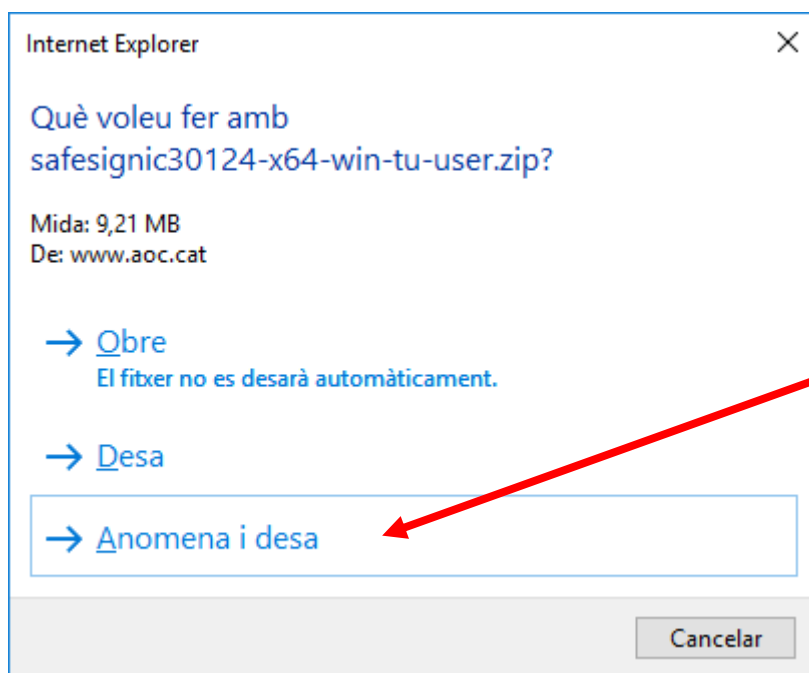 Internet Explorer
Què voleu fer amb
safesignic30124-x64-win-tu-user.zip?
Mida: 9,21 MB
De: www.aoc.cat
Obre
El fitxer no es desarà automàticament.
Desa
Anomena i desa
Cancelar